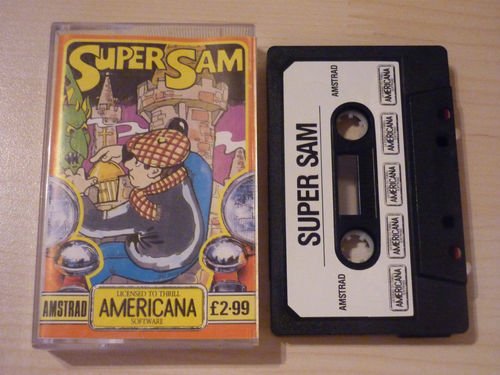 SUPER SAM
LICENSED TO THRILL
AMSTRAD
AMERICANA
£2·99
SOFTWARE
SUPER SAM
AMSTRAD
AMSTRAD
AMERICANA
AMERICANA
AMERICANA
AMERICANA
AMERICANA